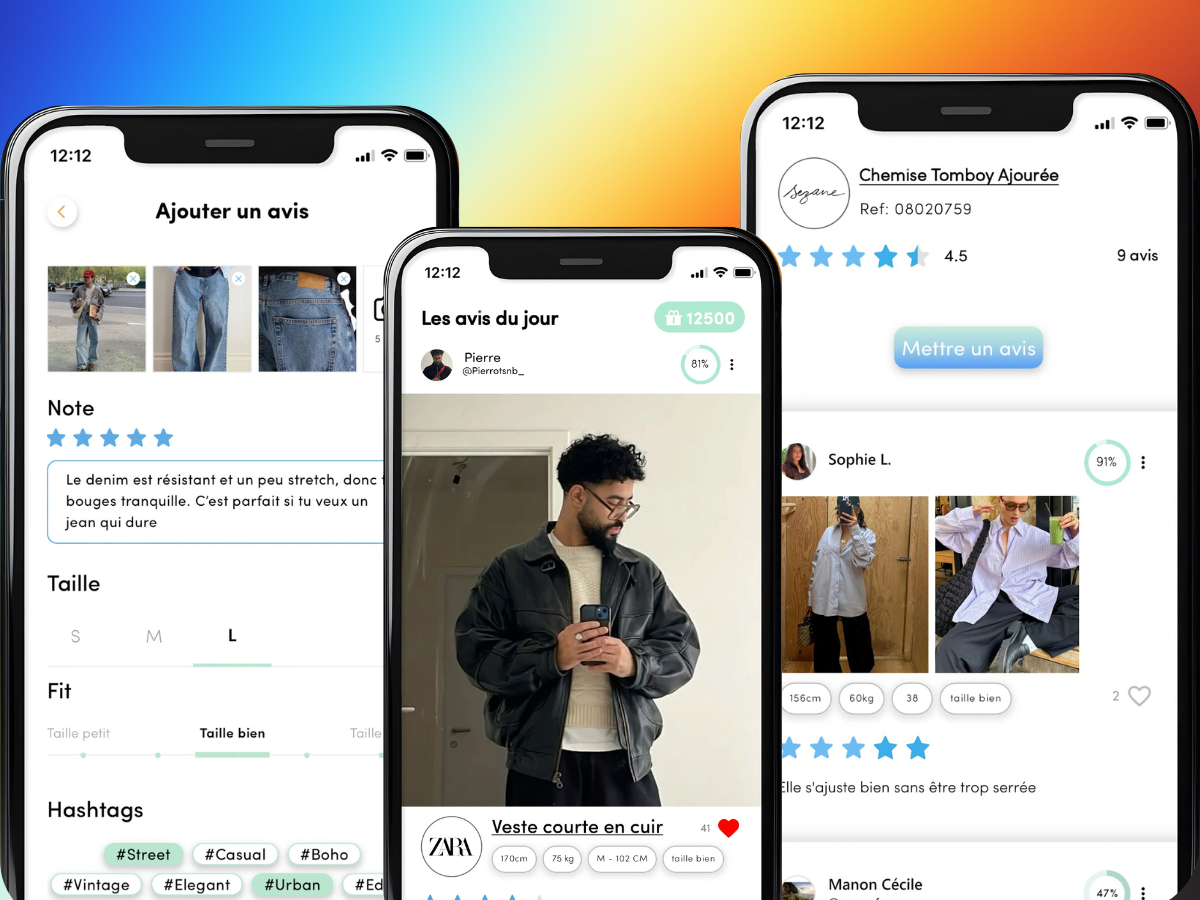 12:12
Ajouter un avis
5
Note
Le denim est résistant et un peu stretch, donc
bouges tranquille. C'est parfait si tu veux un
jean qui dure
Taille
S M L
Fit
Taille petit Taille bien Taille
Hashtags
#Street #Casual #Boho
#Vintage #Elegant #Urban #Ed
12:12
Les avis du jour 12500
Pierre
@Pierrotsnb_
81%
ZARA
Veste courte en cuir 41
170cm 75 kg M - 102 CM taille bien
12:12
Sezane
Chemise Tomboy Ajourée
Ref: 08020759
4.5 9 avis
Mettre un avis
Sophie L. 91%
156cm 60kg 38 taille bien 2
Elle s'ajuste bien sans être trop serrée
Manon Cécile 47%